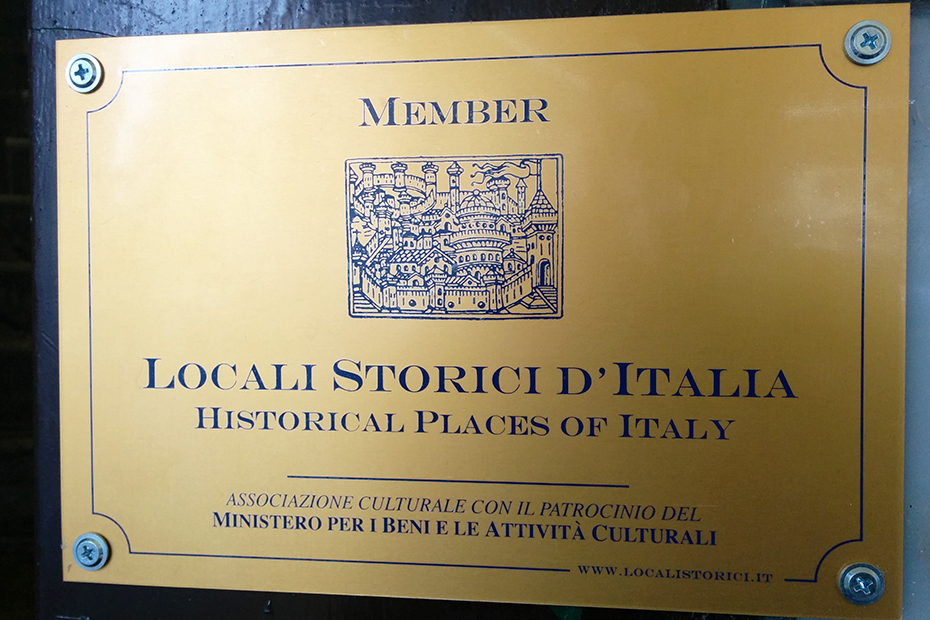 MEMBER
LOCALI STORICI D'ITALIA
HISTORICAL PLACES OF ITALY
ASSOCIAZIONE CULTURALE CON IL PATROCINIO DEL
MINISTERO PER I BENI E LE ATTIVITÀ CULTURALI
WWW.LOCALISTORICI.IT